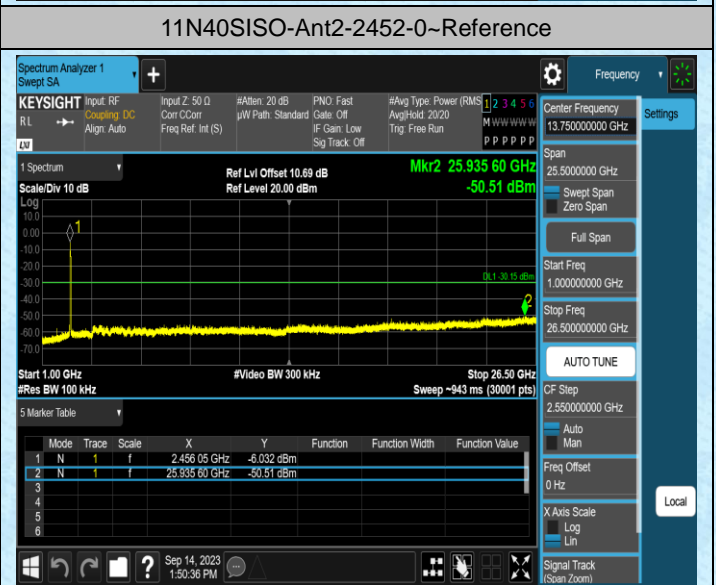 11N40SISO-Ant2-2452-0~Reference
Spectrum Analyzer 1
Swept SA
Frequency
KEYSIGHT
Input: RF
Coupling: DC
Align: Auto
Input Z: 50 Ω
Corr CCorr
Freq Ref: Int (S)
#Atten: 20 dB
µW Path: Standard
PNO: Fast
Gate: Off
IF Gain: Low
Sig Track: Off
#Avg Type: Power (RMS
Avg|Hold: 20/20
Trig: Free Run
1 2 3 4 5 6
M W W W W W
P P P P P P
RL
LXI
Center Frequency
13.750000000 GHz
Settings
Span
25.5000000 GHz
Swept Span
Zero Span
Full Span
Start Freq
1.000000000 GHz
Stop Freq
26.500000000 GHz
AUTO TUNE
CF Step
2.550000000 GHz
Auto
Man
Freq Offset
0 Hz
X Axis Scale
Log
Lin
Signal Track
(Span Zoom)
Local
1 Spectrum
Scale/Div 10 dB
Ref Lvl Offset 10.69 dB
Ref Level 20.00 dBm
Mkr2 25.935 60 GHz
-50.51 dBm
Log
10.0
0.00
-10.0
-20.0
-30.0
-40.0
-50.0
-60.0
-70.0
1
DL1 -30.15 dBm
2
Start 1.00 GHz
#Video BW 300 kHz
Stop 26.50 GHz
#Res BW 100 kHz
Sweep ~943 ms (30001 pts)
5 Marker Table
Mode Trace Scale X Y Function Function Width Function Value
1 N 1 f 2.456 05 GHz -6.032 dBm
2 N 1 f 25.935 60 GHz -50.51 dBm
3
4
5
6
?
Sep 14, 2023
1:50:36 PM